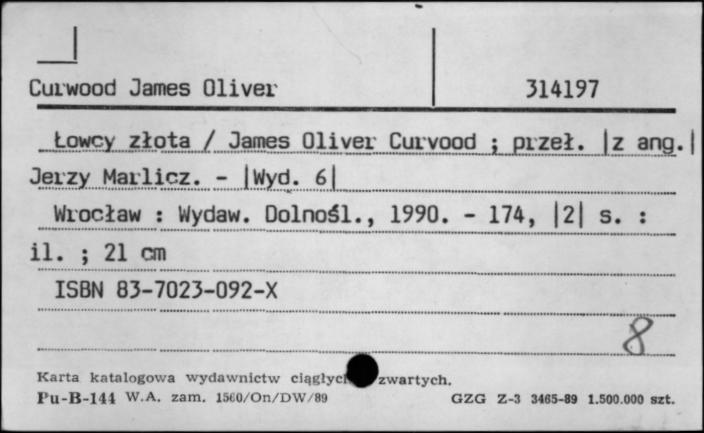 Curwood James Oliver 314197
Łowcy złota / James Oliver Curvood ; przeł. |z ang.|
Jerzy Marlicz. - |Wyd. 6|
Wrocław : Wydaw. Dolnośl., 1990. - 174, |2| s. :
il. ; 21 cm
ISBN 83-7023-092-X
8
Karta katalogowa wydawnictw ciągłyc zwartych.
Pu-B-144 W.A. zam. 1560/On/DW/89 GZG Z-3 3465-89 1.500.000 szt.